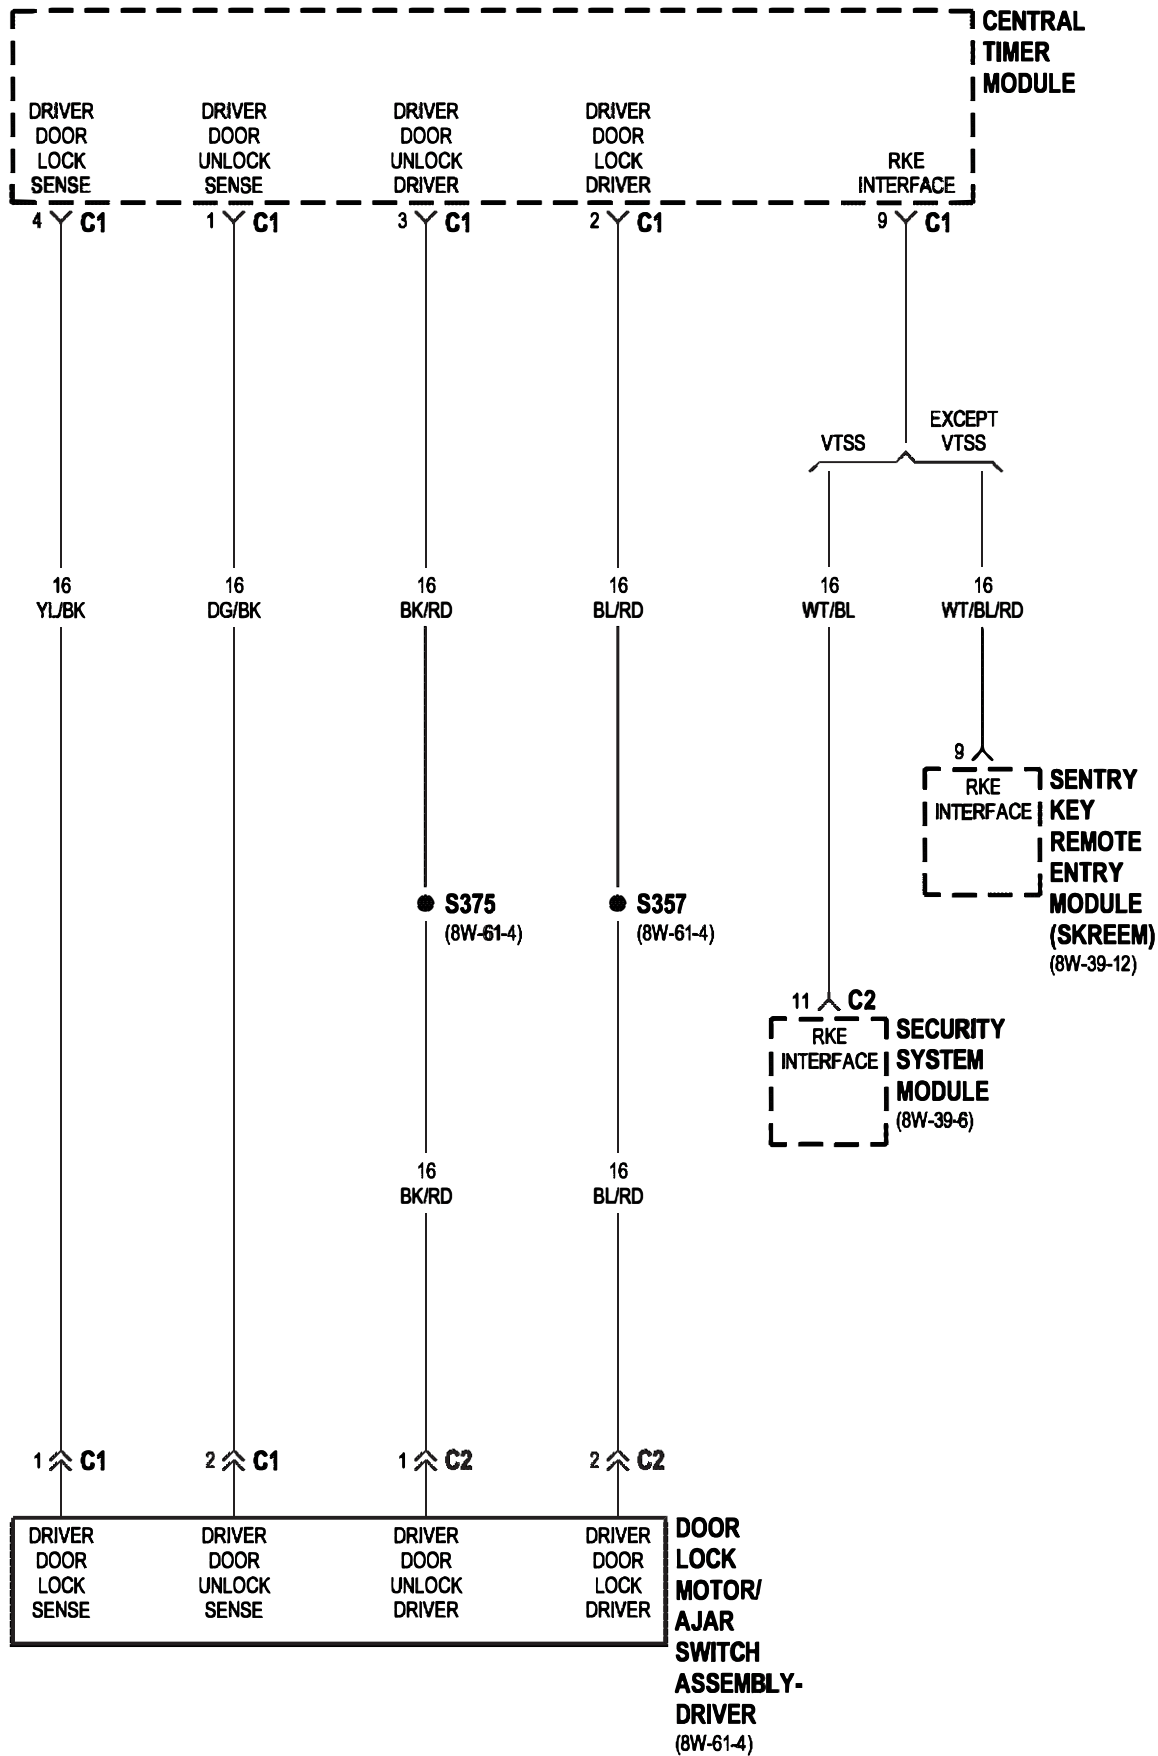 CENTRAL
TIMER
MODULE
DRIVER
DOOR
LOCK
SENSE
DRIVER
DOOR
UNLOCK
SENSE
DRIVER
DOOR
UNLOCK
DRIVER
DRIVER
DOOR
LOCK
DRIVER
RKE
INTERFACE
4 C1
1 C1
3 C1
2 C1
9 C1
VTSS
EXCEPT
VTSS
16
YL/BK
16
DG/BK
16
BK/RD
16
BL/RD
16
WT/BL
16
WT/BL/RD
9
RKE
INTERFACE
SENTRY
KEY
REMOTE
ENTRY
MODULE
(SKREEM)
(8W-39-12)
S375
(8W-61-4)
S357
(8W-61-4)
11 C2
RKE
INTERFACE
SECURITY
SYSTEM
MODULE
(8W-39-6)
16
BK/RD
16
BL/RD
1 C1
2 C1
1 C2
2 C2
DRIVER
DOOR
LOCK
SENSE
DRIVER
DOOR
UNLOCK
SENSE
DRIVER
DOOR
UNLOCK
DRIVER
DRIVER
DOOR
LOCK
DRIVER
DOOR
LOCK
MOTOR/
AJAR
SWITCH
ASSEMBLY-
DRIVER
(8W-61-4)